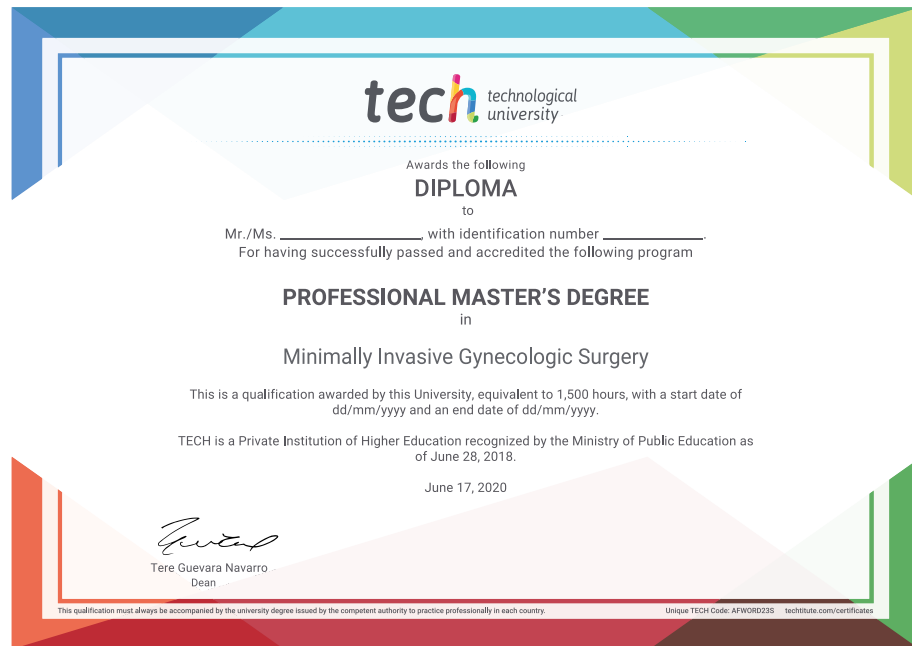 tech technological
university
Awards the following
DIPLOMA
to
Mr./Ms. ____________________, with identification number ______________.
For having successfully passed and accredited the following program
PROFESSIONAL MASTER'S DEGREE
in
Minimally Invasive Gynecologic Surgery
This is a qualification awarded by this University, equivalent to 1,500 hours, with a start date of
dd/mm/yyyy and an end date of dd/mm/yyyy.
TECH is a Private Institution of Higher Education recognized by the Ministry of Public Education as
of June 28, 2018.
June 17, 2020
Tere Guevara Navarro
Dean
This qualification must always be accompanied by the university degree issued by the competent authority to practice professionally in each country. Unique TECH Code: AFWORD23S techtitute.com/certificates